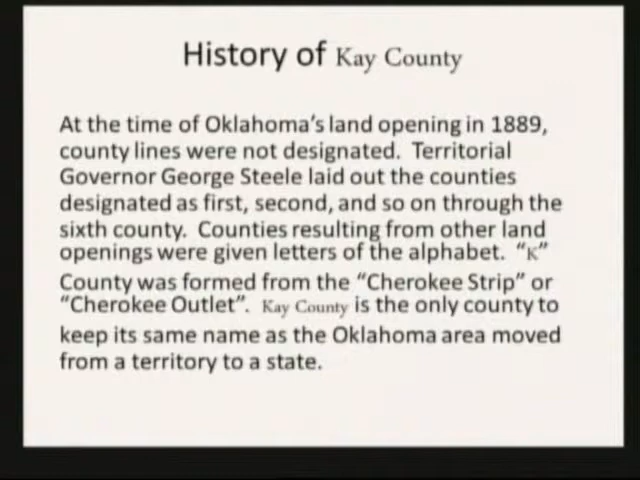 History of Kay County
At the time of Oklahoma's land opening in 1889,
county lines were not designated. Territorial
Governor George Steele laid out the counties
designated as first, second, and so on through the
sixth county. Counties resulting from other land
openings were given letters of the alphabet. “K”
County was formed from the “Cherokee Strip” or
“Cherokee Outlet”. Kay County is the only county to
keep its same name as the Oklahoma area moved
from a territory to a state.